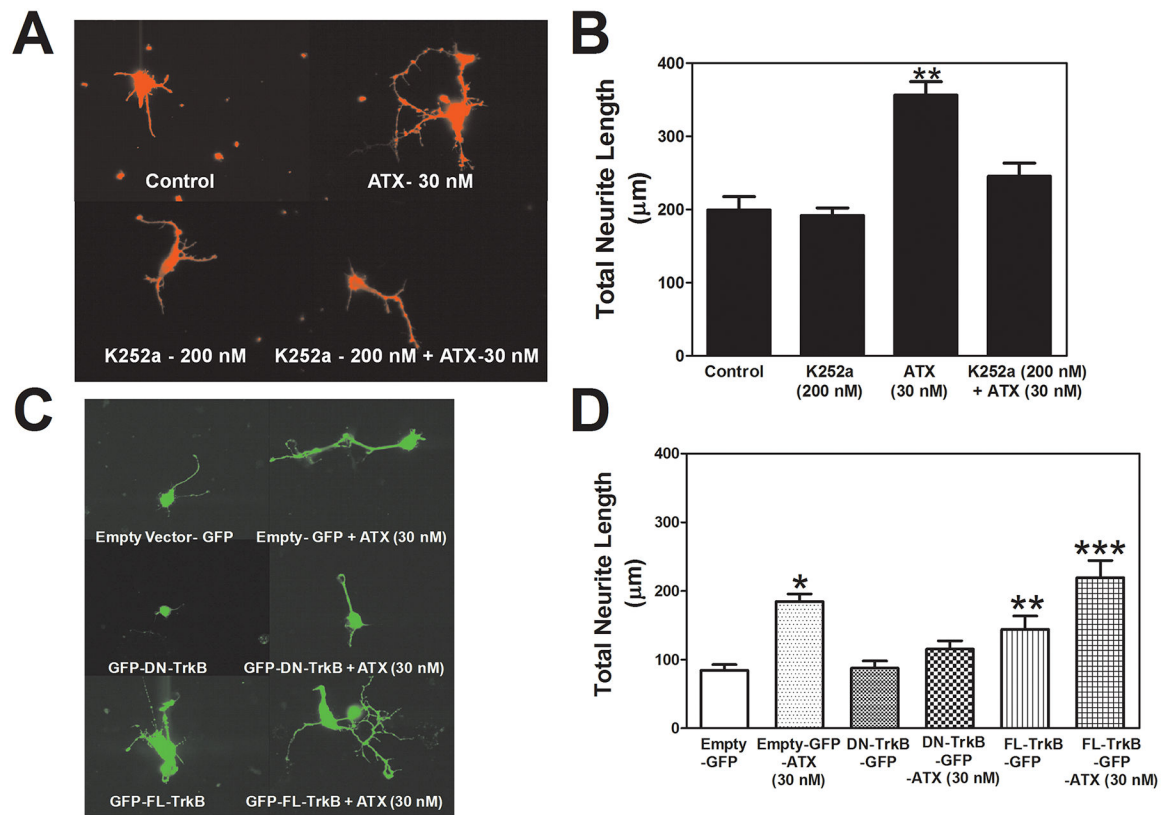 A
Control
ATX- 30 nM
K252a - 200 nM
K252a - 200 nM + ATX-30 nM
B
Total Neurite Length
(μm)
400
300
200
100
0
**
Control
K252a
(200 nM)
ATX
(30 nM)
K252a (200 nM)
+ ATX (30 nM)
C
Empty Vector- GFP
Empty- GFP + ATX (30 nM)
GFP-DN-TrkB
GFP-DN-TrkB + ATX (30 nM)
GFP-FL-TrkB
GFP-FL-TrkB + ATX (30 nM)
D
Total Neurite Length
(μm)
400
300
200
100
0
*
**
***
Empty
-GFP
Empty-GFP
-ATX
(30 nM)
DN-TrkB
-GFP
DN-TrkB
-GFP
-ATX (30 nM)
FL-TrkB
-GFP
FL-TrkB
-GFP
-ATX (30 nM)